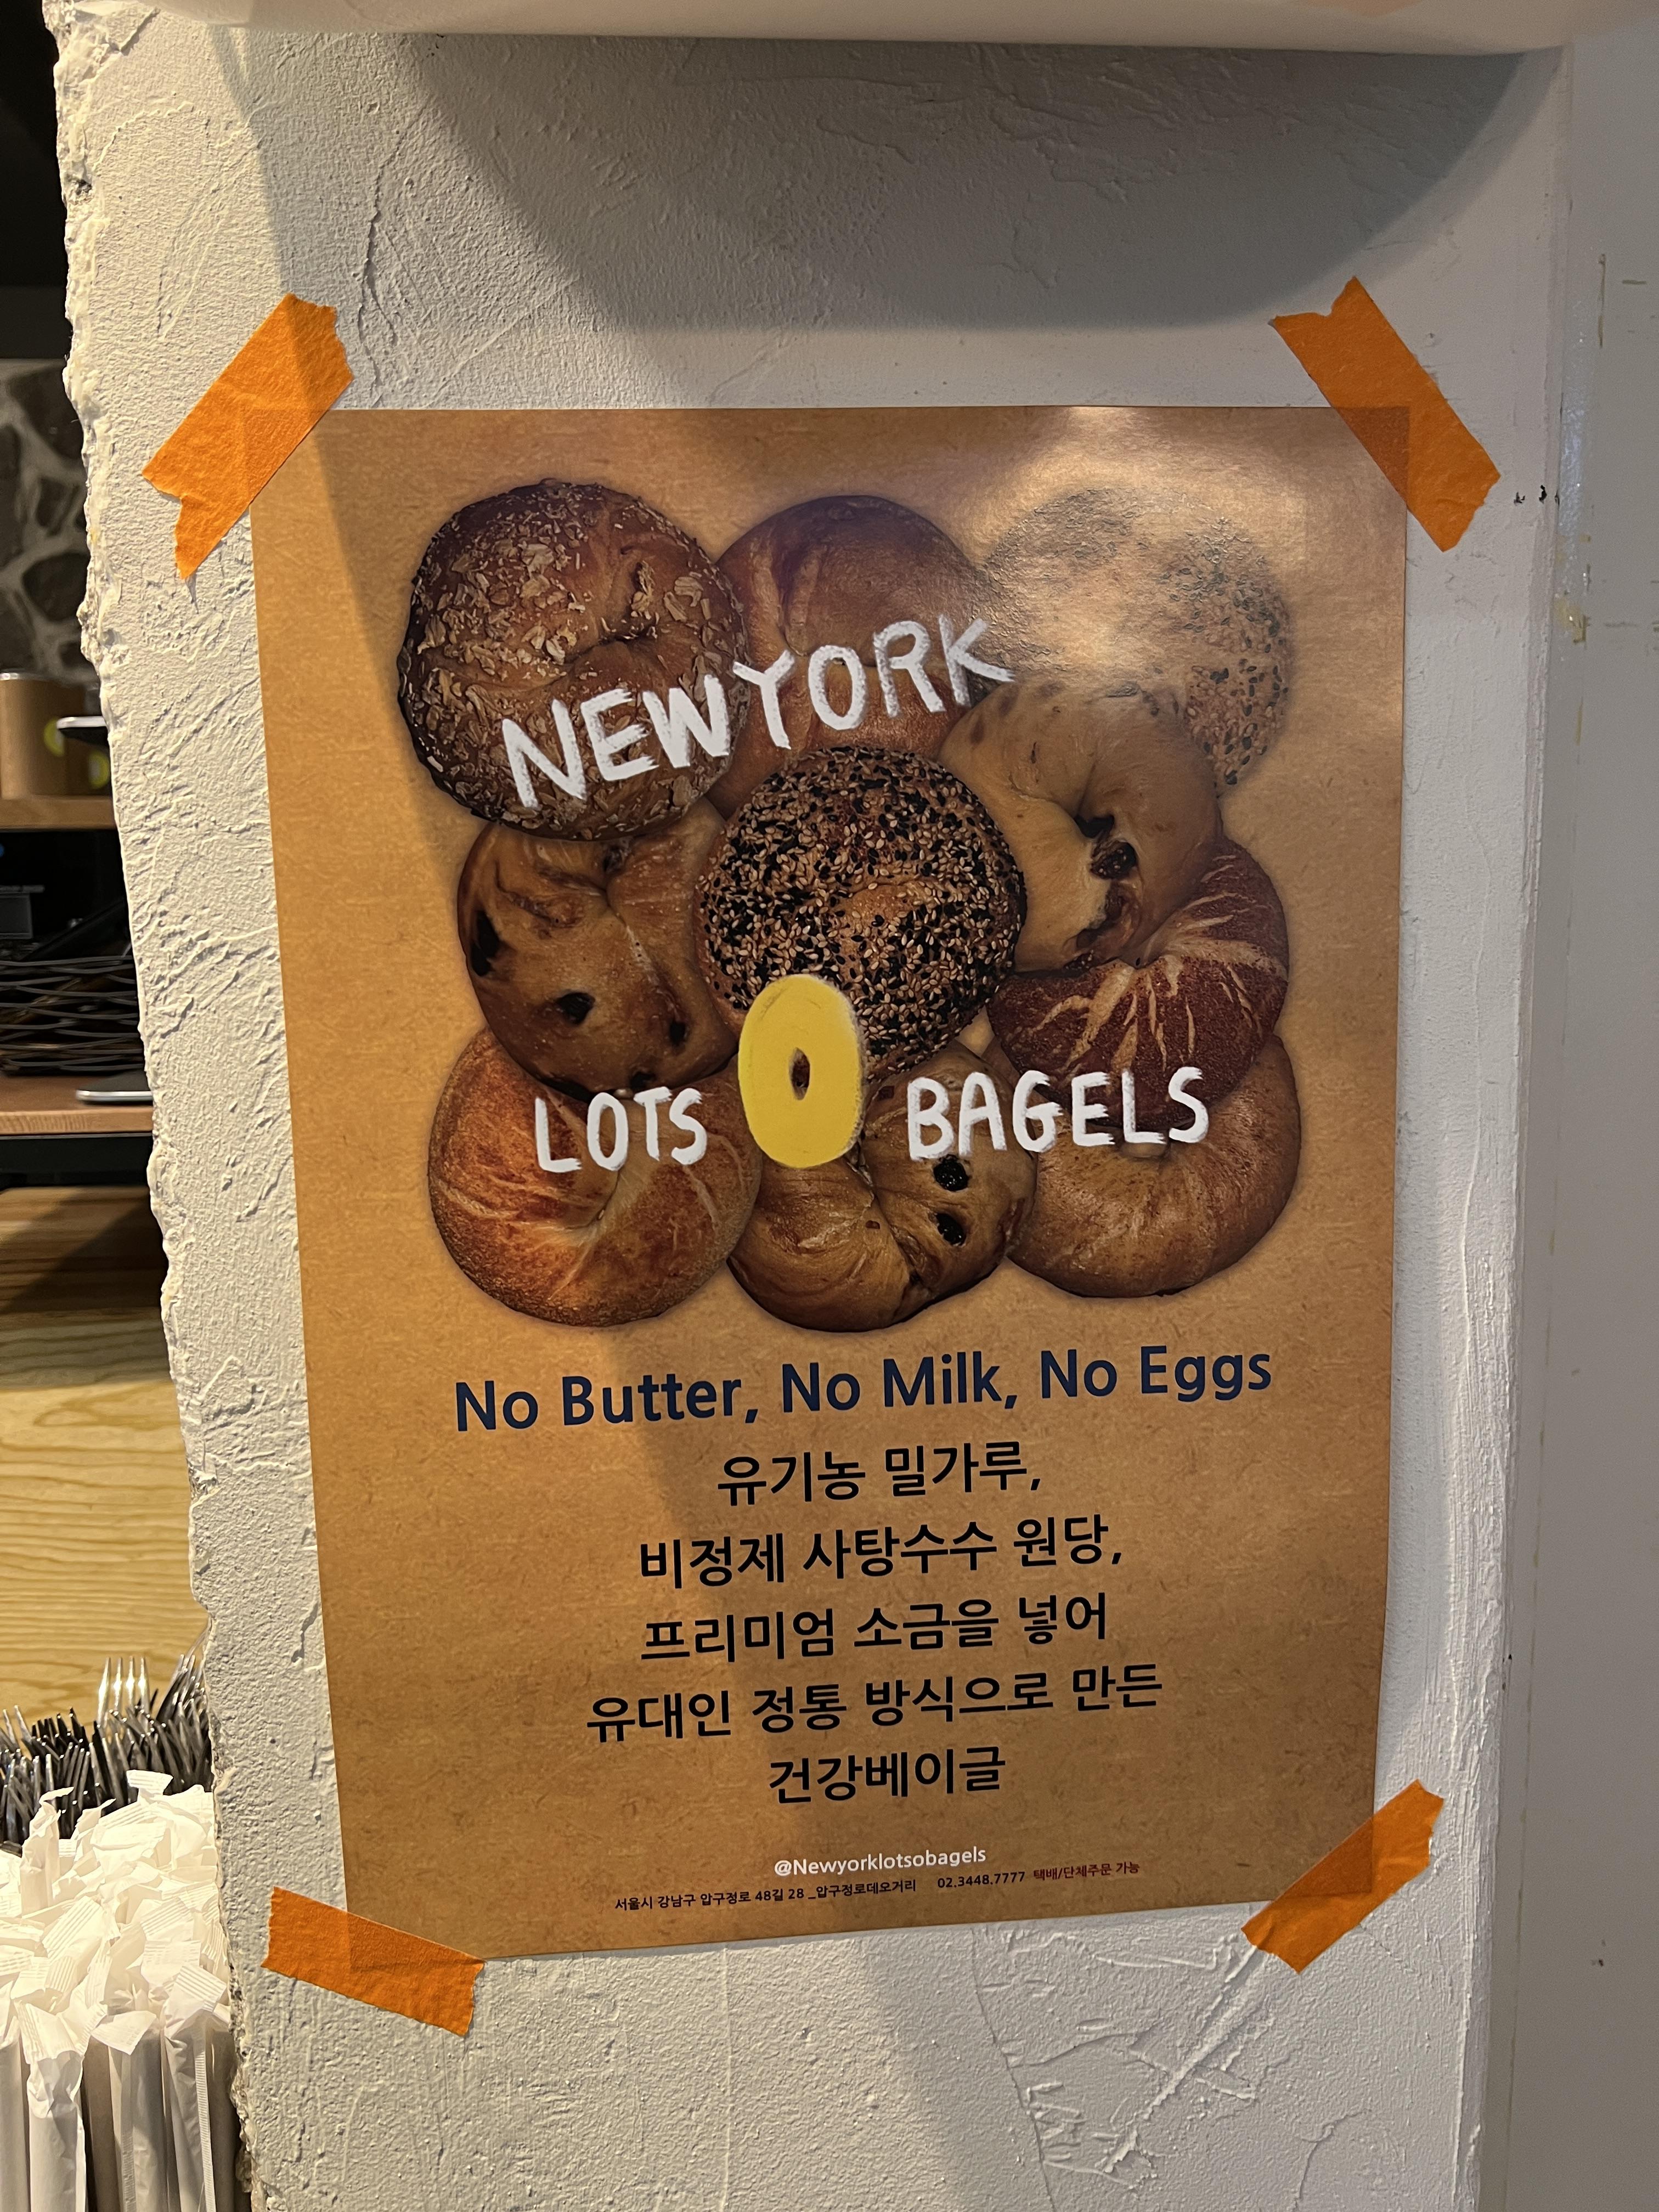 NEWYORK
LOTS O BAGELS
No Butter, No Milk, No Eggs
유기농 밀가루,
비정제 사탕수수 원당,
프리미엄 소금을 넣어
유대인 정통 방식으로 만든
건강베이글
@Newyorklotsobagels
서울시 강남구 압구정로 48길 28 _압구정로데오거리 02.3448.7777 택배/단체주문 가능